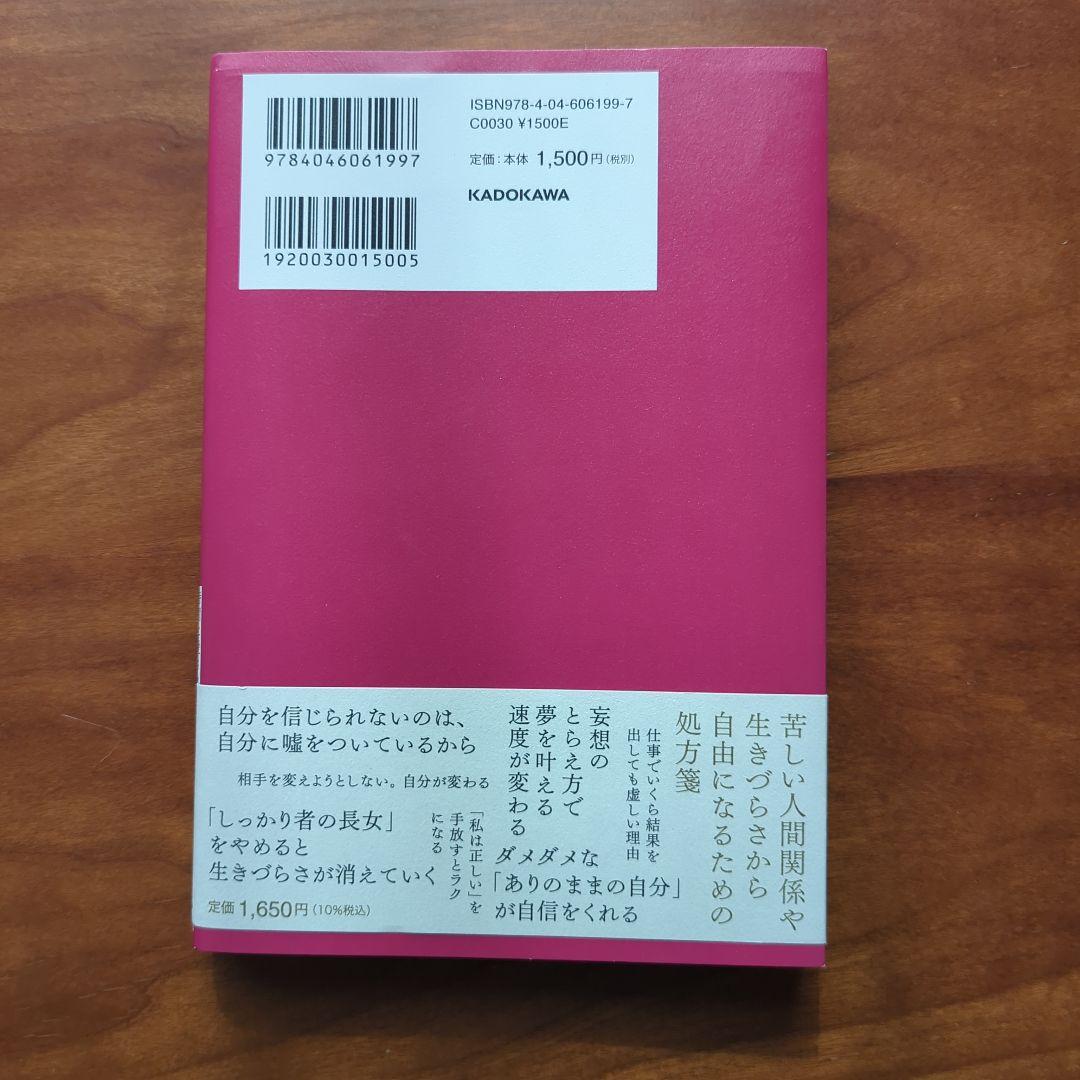 ISBN978-4-04-606199-7
C0030 ¥1500E
定価：本体 1,500円（税別）
KADOKAWA
9784046061997
1920030015005
苦しい人間関係や
生きづらさから
自由になるための
処方箋
仕事でいくら結果を
出しても虚しい理由
妄想の
とらえ方で
夢を叶える
速度が変わる
自分を信じられないのは、
自分に嘘をついているから
相手を変えようとしない。自分が変わる
「私は正しい」を
手放すとラク
になる
「しっかり者の長女」
をやめると
生きづらさが消えていく
ダメダメな
「ありのままの自分」
が自信をくれる
定価 1,650円（10%税込）